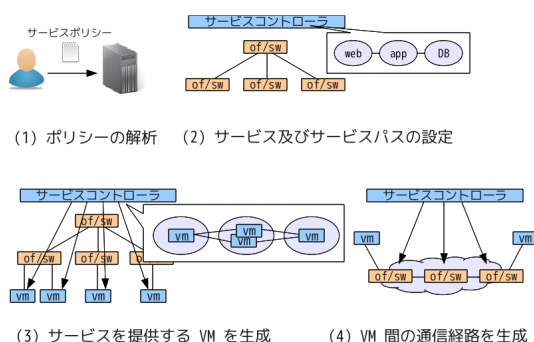 サービスポリシー
(1) ポリシーの解析
サービスコントローラ
of/sw
web
app
DB
of/sw
of/sw
of/sw
(2) サービス及びサービスパスの設定
サービスコントローラ
of/sw
vm
vm
vm
vm
of/sw
of/sw
of/sw
vm
vm
vm
vm
(3) サービスを提供する VM を生成
サービスコントローラ
vm
vm
of/sw
of/sw
of/sw
(4) VM 間の通信経路を生成